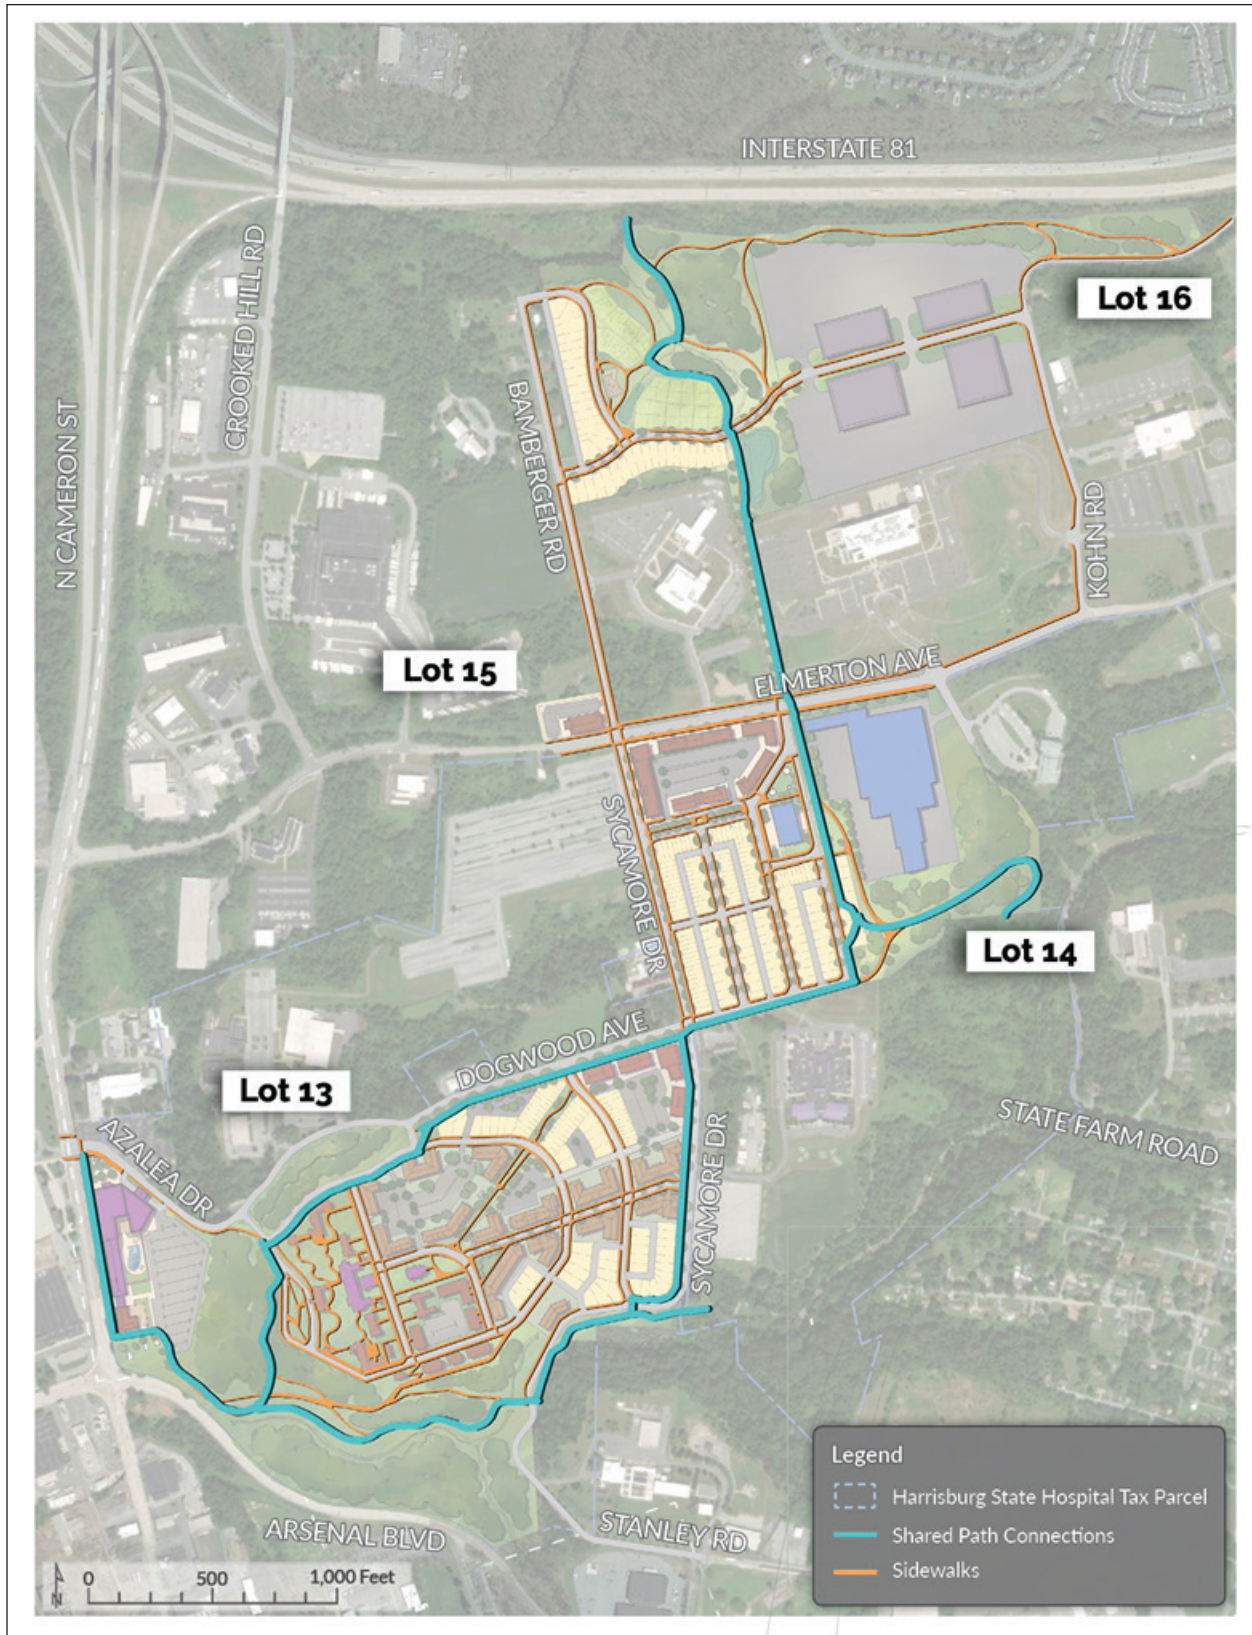 INTERSTATE 81
CROOKED HILL RD
Lot 16
N CAMERON ST
BAMBERGER RD
KOHN RD
Lot 15
ELMERTON AVE
SYCAMORE DR
Lot 14
DOGWOOD AVE
Lot 13
AZALEA DR
STATE FARM ROAD
SYCAMORE DR
Legend
Harrisburg State Hospital Tax Parcel
Shared Path Connections
Sidewalks
ARSENAL BLVD
STANLEY RD
N
0 500 1,000 Feet